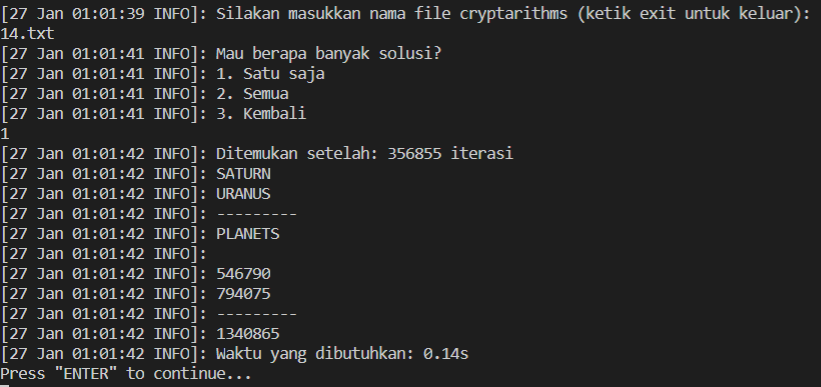 [27 Jan 01:01:39 INFO]: Silakan masukkan nama file cryptarithms (ketik exit untuk keluar):
14.txt
[27 Jan 01:01:41 INFO]: Mau berapa banyak solusi?
[27 Jan 01:01:41 INFO]: 1. Satu saja
[27 Jan 01:01:41 INFO]: 2. Semua
[27 Jan 01:01:41 INFO]: 3. Kembali
1
[27 Jan 01:01:42 INFO]: Ditemukan setelah: 356855 iterasi
[27 Jan 01:01:42 INFO]: SATURN
[27 Jan 01:01:42 INFO]: URANUS
[27 Jan 01:01:42 INFO]: ---------
[27 Jan 01:01:42 INFO]: PLANETS
[27 Jan 01:01:42 INFO]:
[27 Jan 01:01:42 INFO]: 546790
[27 Jan 01:01:42 INFO]: 794075
[27 Jan 01:01:42 INFO]: ---------
[27 Jan 01:01:42 INFO]: 1340865
[27 Jan 01:01:42 INFO]: Waktu yang dibutuhkan: 0.14s
Press "ENTER" to continue...